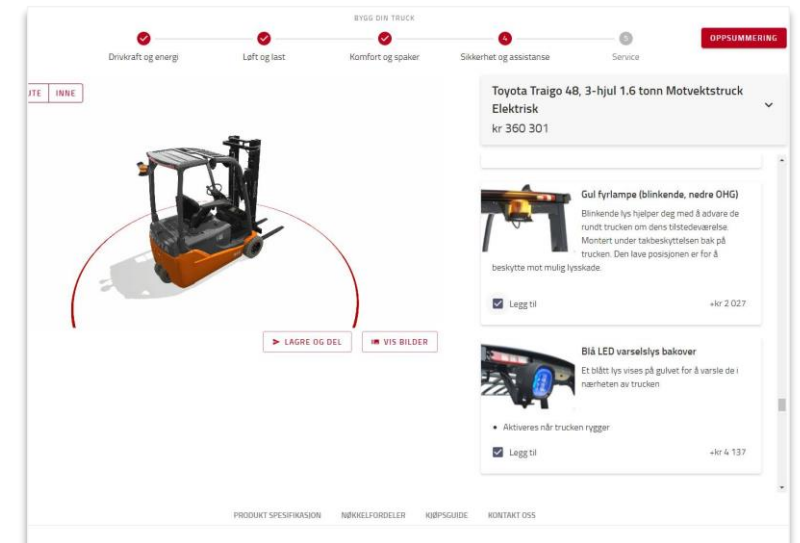 BYGG DIN TRUCK
4
5
OPPSUMMERING
Drivkraft og energi
Løft og last
Komfort og spaker
Sikkerhet og assistanse
Service
UTE
INNE
Toyota Traigo 48, 3-hjul 1.6 tonn Motvektstruck
Elektrisk
kr 360 301
Gul fyrlampe (blinkende, nedre OHG)
Blinkende lys hjelper deg med å advare de
rundt trucken om dens tilstedeværelse.
Montert under takbeskyttelsen bak på
trucken. Den lave posisjonen er for å
beskytte mot mulig lysskade.
Legg til
+kr 2 027
LAGRE OG DEL
VIS BILDER
Blå LED varselslys bakover
Et blått lys vises på gulvet for å varsle de i
nærheten av trucken
Aktiveres når trucken rygger
Legg til
+kr 4 137
PRODUKT SPESIFIKASJON
NØKKELFORDELER
KJØPSGUIDE
KONTAKT OSS